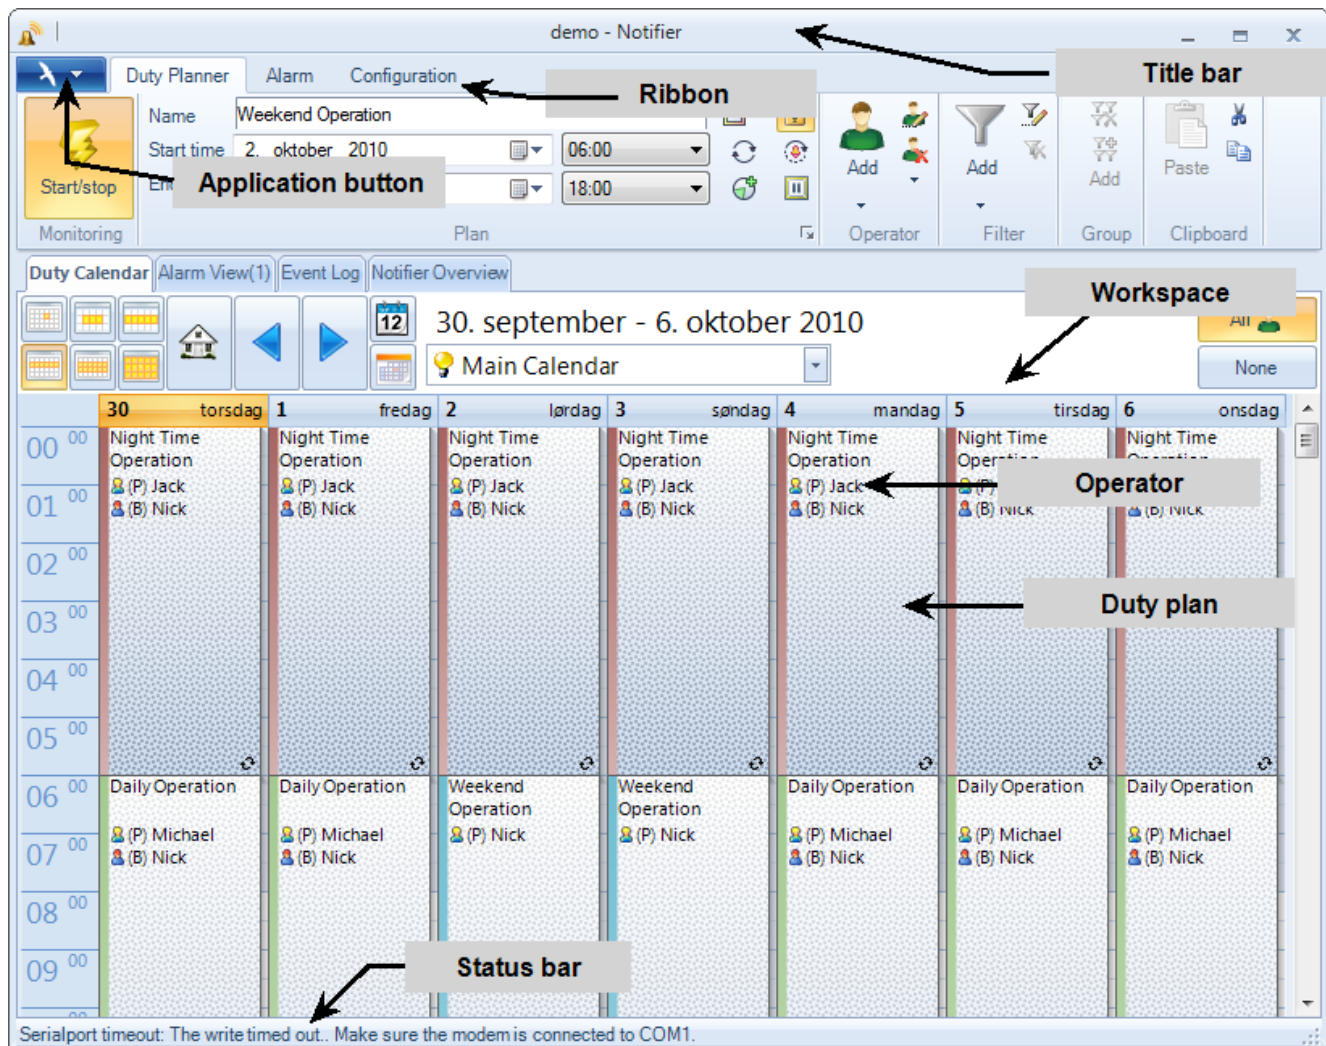 demo - Notifier
Title bar
Duty Planner Alarm Configuration
Ribbon
Name Weekend Operation
Start time 2. oktober 2010 06:00
Application button
18:00
Start/stop
Add Add Add Paste
Monitoring Plan Operator Filter Group Clipboard
Duty Calendar Alarm View(1) Event Log Notifier Overview
Workspace
12 30. september - 6. oktober 2010 All
Main Calendar None
30 torsdag 1 fredag 2 lørdag 3 søndag 4 mandag 5 tirsdag 6 onsdag
00 00 Night Time Night Time Night Time Night Time Night Time Night Time Night Time
Operation Operation Operation Operation Operation
(P) Jack (P) Jack (P) Jack (P) Jack (P) Jack
Operator
01 00 (B) Nick (B) Nick (B) Nick (B) Nick (B) Nick (B) Nick (B) Nick
02 00
Duty plan
03 00
04 00
05 00
06 00 Daily Operation Daily Operation Weekend Weekend Daily Operation Daily Operation Daily Operation
Operation Operation
(P) Michael (P) Michael (P) Nick (P) Nick (P) Michael (P) Michael (P) Michael
07 00 (B) Nick (B) Nick (B) Nick (B) Nick (B) Nick
08 00
09 00
Status bar
Serialport timeout: The write timed out.. Make sure the modem is connected to COM1.